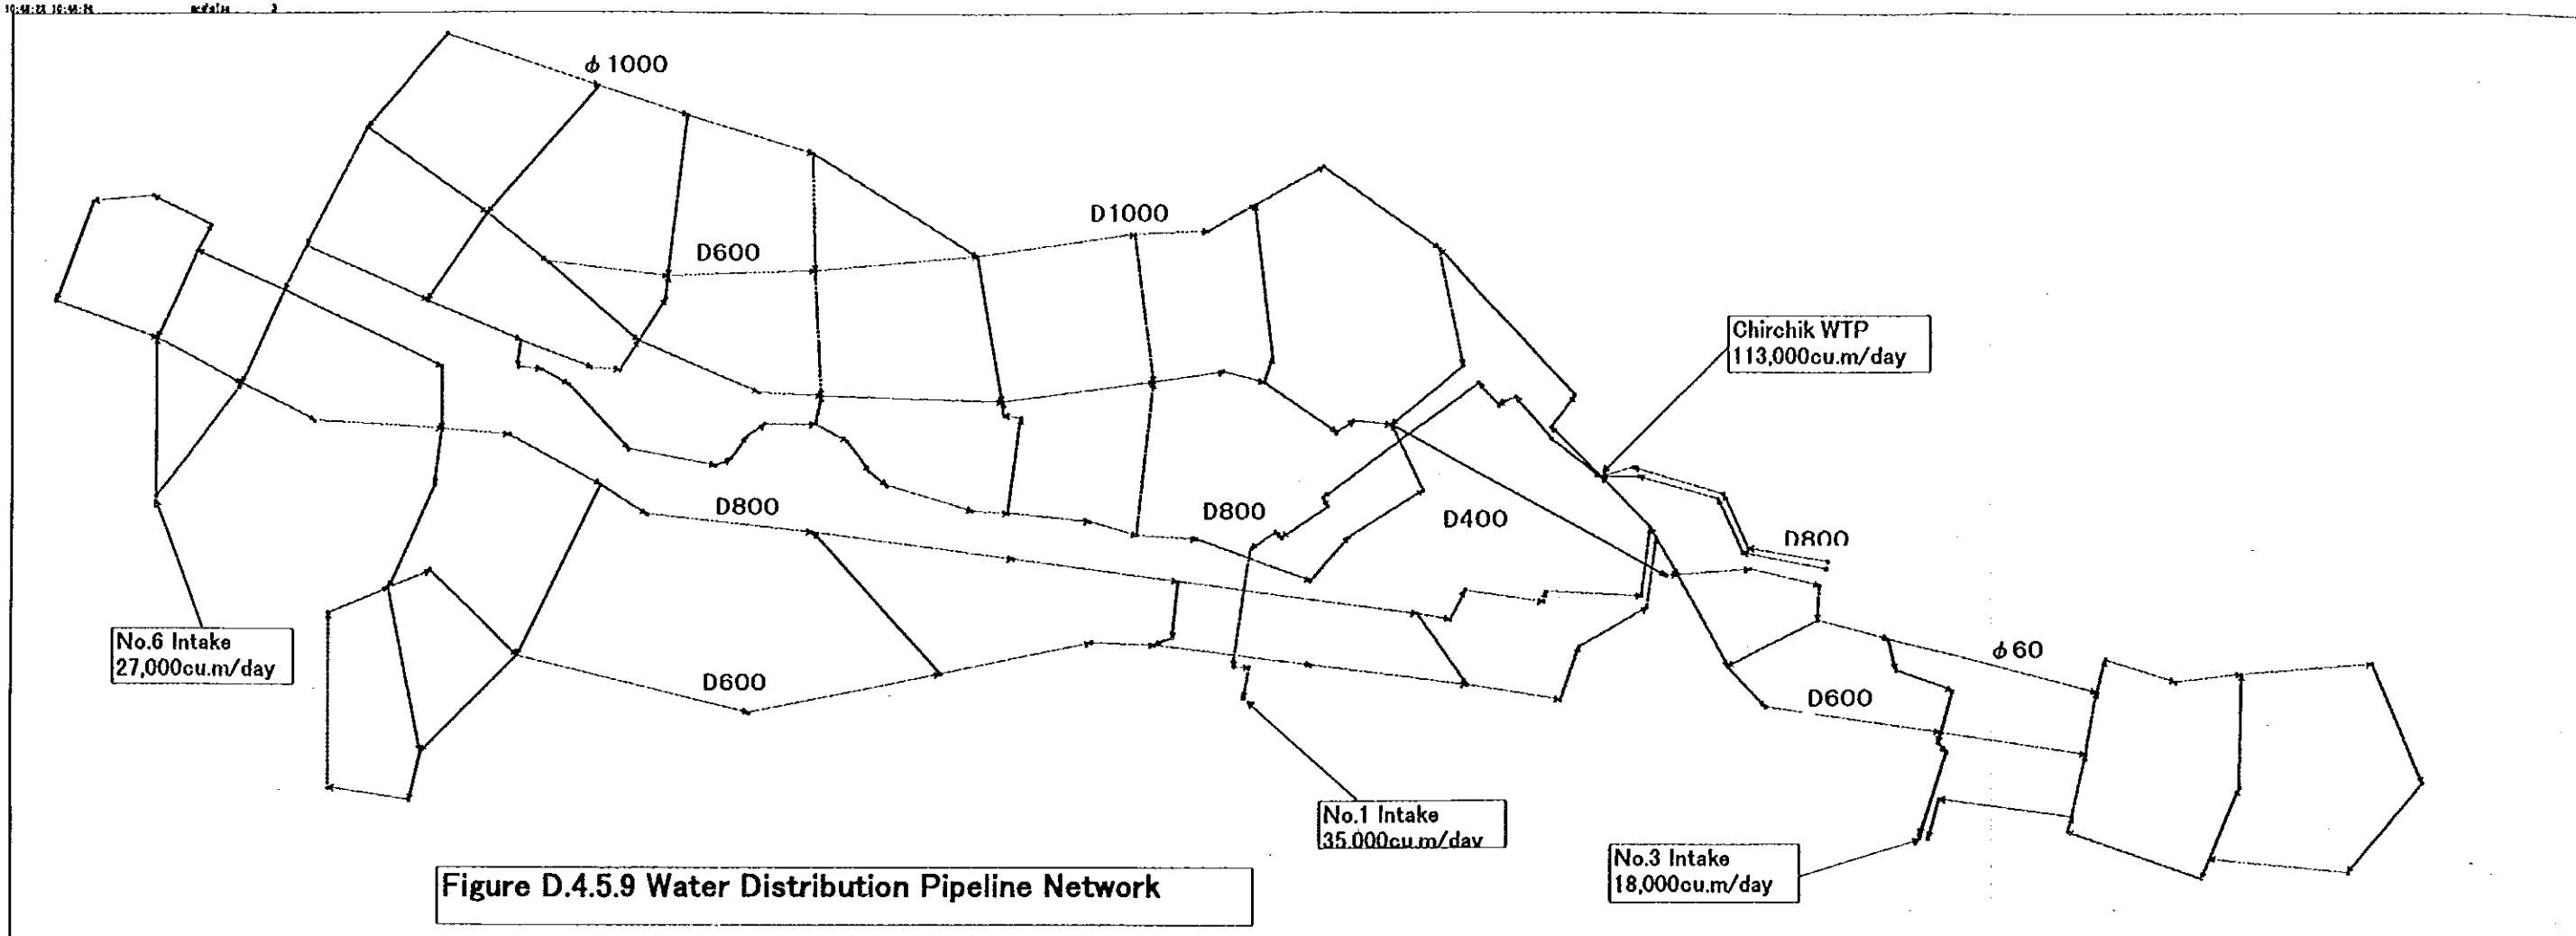 φ1000
D1000
D600
Chirchik WTP
113,000cu.m/day
D800
D800
D400
D800
No.6 Intake
27,000cu.m/day
φ60
D600
D600
No.1 Intake
35,000cu.m/day
No.3 Intake
18,000cu.m/day
Figure D.4.5.9 Water Distribution Pipeline Network